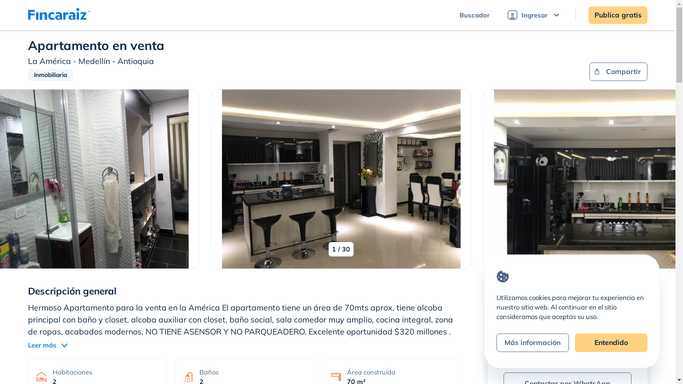 Fincaraiz
Buscador
Ingresar
Publica gratis
Apartamento en venta
La América - Medellín - Antioquia
Inmobiliaria
Compartir
1 / 30
Descripción general
Hermoso Apartamento para la venta en la América El apartamento tiene un área de 70mts aprox, tiene alcoba
principal con baño y closet, alcoba auxiliar con closet, baño social, sala comedor muy amplio, cocina integral, zona
de ropas, acabados modernos, NO TIENE ASENSOR Y NO PARQUEADERO. Excelente oportunidad $320 millones .
Leer más
Habitaciones
2
Baños
2
Área construida
70 m²
Utilizamos cookies para mejorar tu experiencia en
nuestro sitio web. Al continuar en el sitio
consideramos que aceptas su uso.
Más información
Entendido
Contactar por WhatsApp